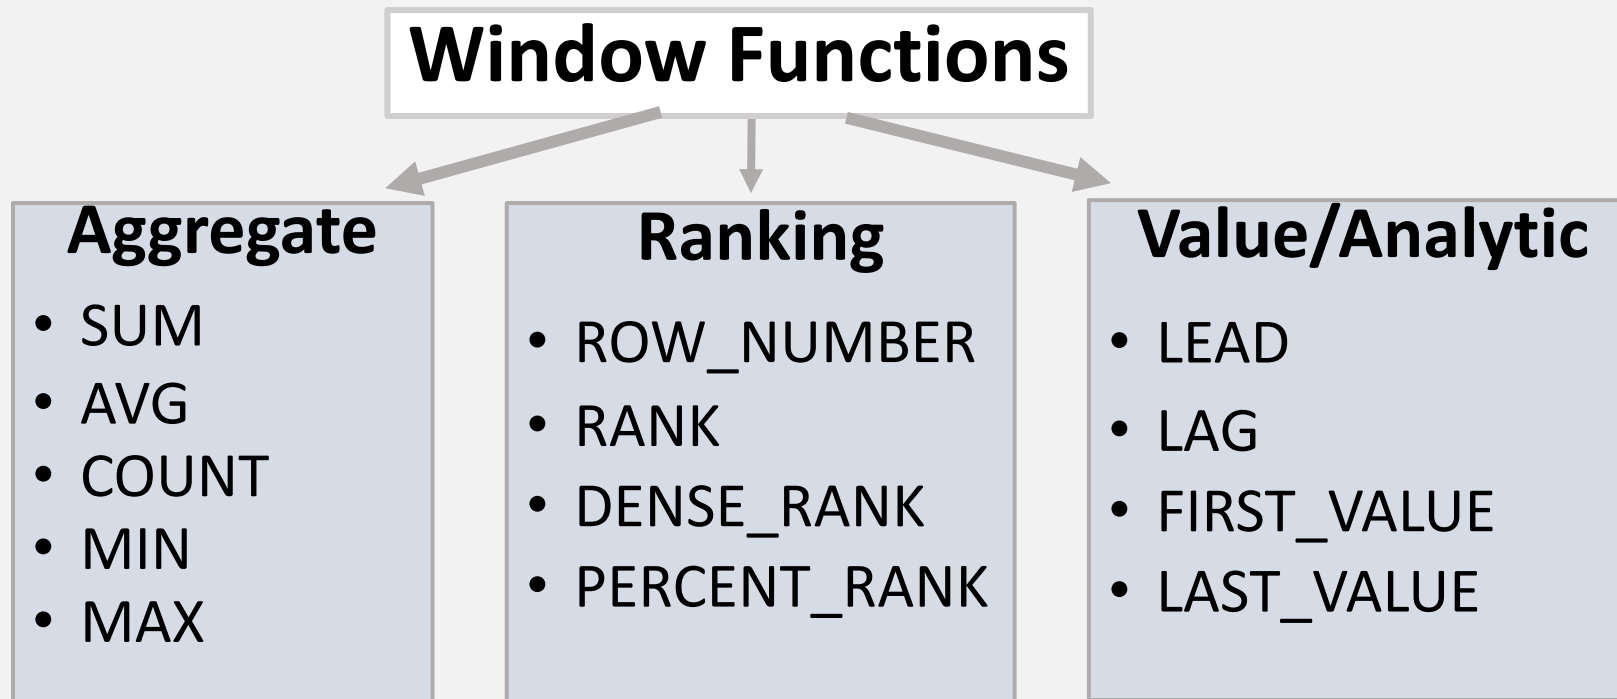 Window Functions
Aggregate
• SUM
• AVG
• COUNT
• MIN
• MAX
Ranking
• ROW_NUMBER
• RANK
• DENSE_RANK
• PERCENT_RANK
Value/Analytic
• LEAD
• LAG
• FIRST_VALUE
• LAST_VALUE